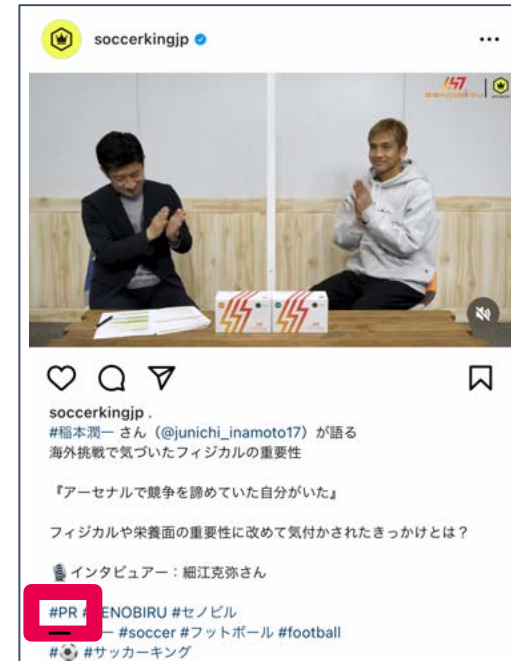 soccerkingjp
soccerkingjp .
#稲本潤一 さん（@junichi_inamoto17）が語る
海外挑戦で気づいたフィジカルの重要性
『アーセナルで競争を諦めていた自分がいた』
フィジカルや栄養面の重要性に改めて気付かされたきっかけとは？
🎙️インタビュアー：細江克弥さん
#PR #ENOBIRU #セノビル
ー #soccer #フットボール #football
#⚽ #サッカーキング